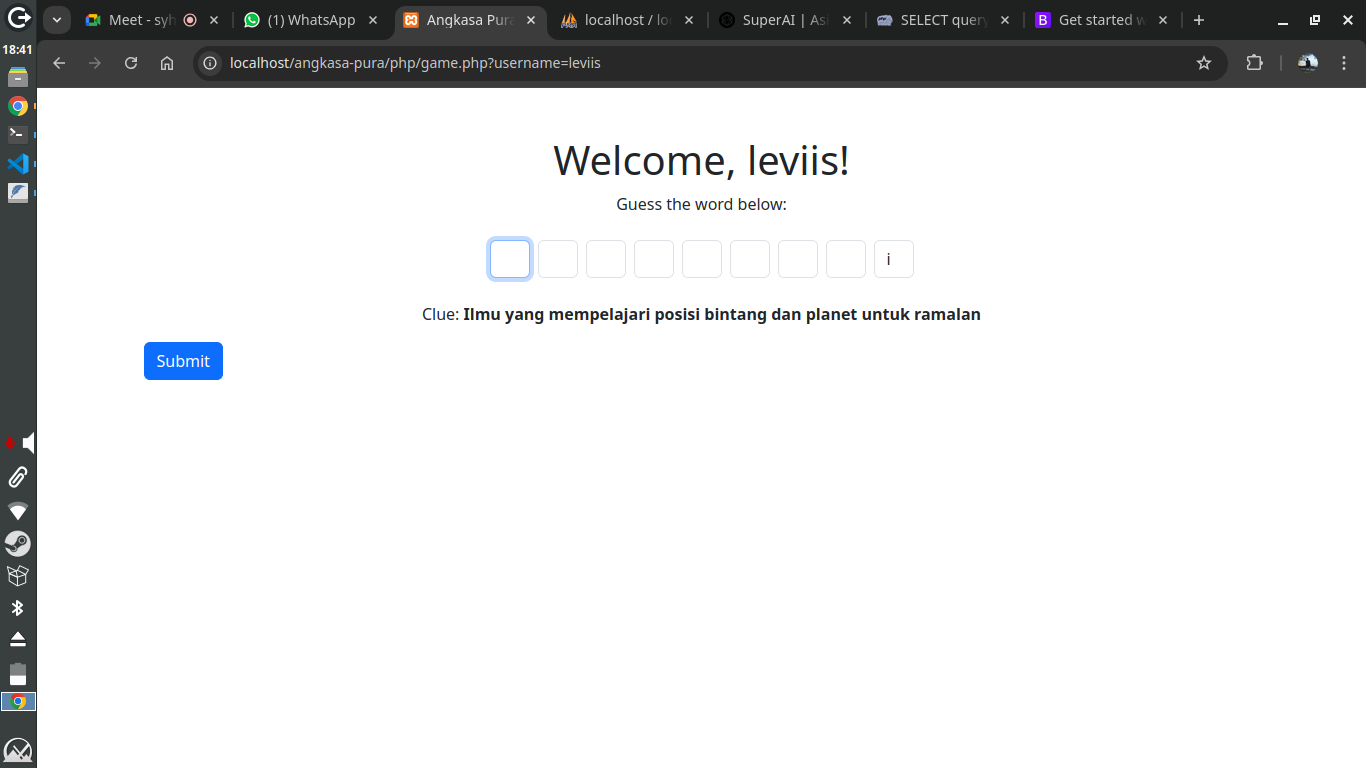 18:41
Meet - syh
(1) WhatsApp
Angkasa Pura
localhost / lo
SuperAI | Asi
SELECT query
Get started w
localhost/angkasa-pura/php/game.php?username=leviis
Welcome, leviis!
Guess the word below:
i
Clue: Ilmu yang mempelajari posisi bintang dan planet untuk ramalan
Submit